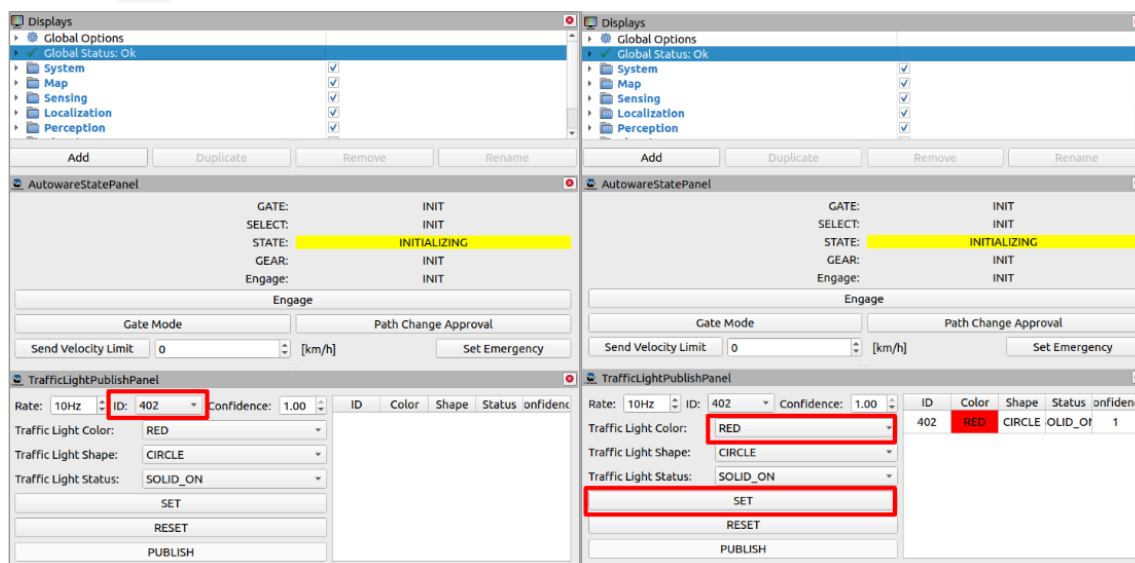 Displays
Global Options
Global Status: Ok
System
Map
Sensing
Localization
Perception
Add Duplicate Remove Rename
AutowareStatePanel
GATE: INIT
SELECT: INIT
STATE: INITIALIZING
GEAR: INIT
Engage: INIT
Engage
Gate Mode Path Change Approval
Send Velocity Limit 0 [km/h] Set Emergency
TrafficLightPublishPanel
Rate: 10Hz ID: 402 Confidence: 1.00 ID Color Shape Status onfidenc
Traffic Light Color: RED
Traffic Light Shape: CIRCLE
Traffic Light Status: SOLID_ON
SET
RESET
PUBLISH
Displays
Global Options
Global Status: Ok
System
Map
Sensing
Localization
Perception
Add Duplicate Remove Rename
AutowareStatePanel
GATE: INIT
SELECT: INIT
STATE: INITIALIZING
GEAR: INIT
Engage: INIT
Engage
Gate Mode Path Change Approval
Send Velocity Limit 0 [km/h] Set Emergency
TrafficLightPublishPanel
Rate: 10Hz ID: 402 Confidence: 1.00 ID Color Shape Status onfiden
Traffic Light Color: RED 402 RED CIRCLE OLID_O 1
Traffic Light Shape: CIRCLE
Traffic Light Status: SOLID_ON
SET
RESET
PUBLISH